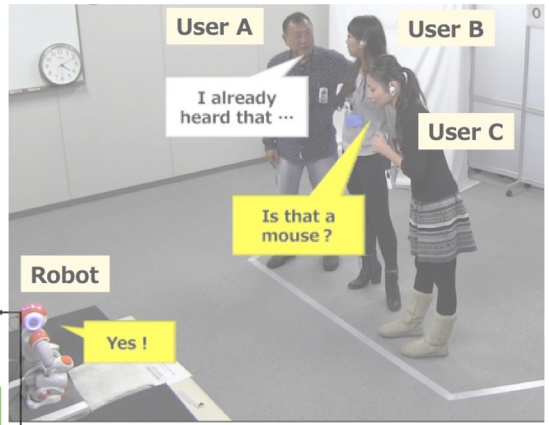 User A
User B
I already
heard that …
User C
Is that a
mouse ?
Robot
Yes !